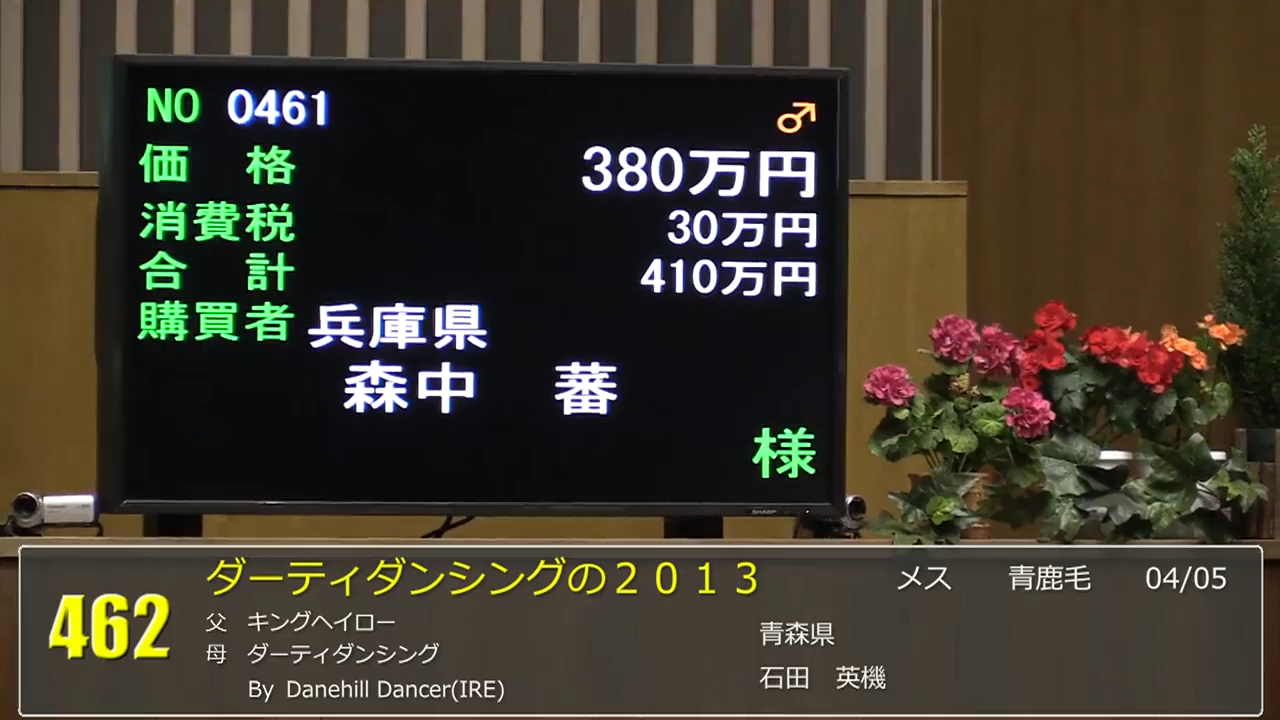 NO 0461 ♂
価 格 380万円
消費税 30万円
合 計 410万円
購買者 兵庫県
森中 蕃
様
SHARP
462
ダーティダンシングの2013 メス 青鹿毛 04/05
父 キングヘイロー
母 ダーティダンシング
By Danehill Dancer(IRE)
青森県
石田 英機